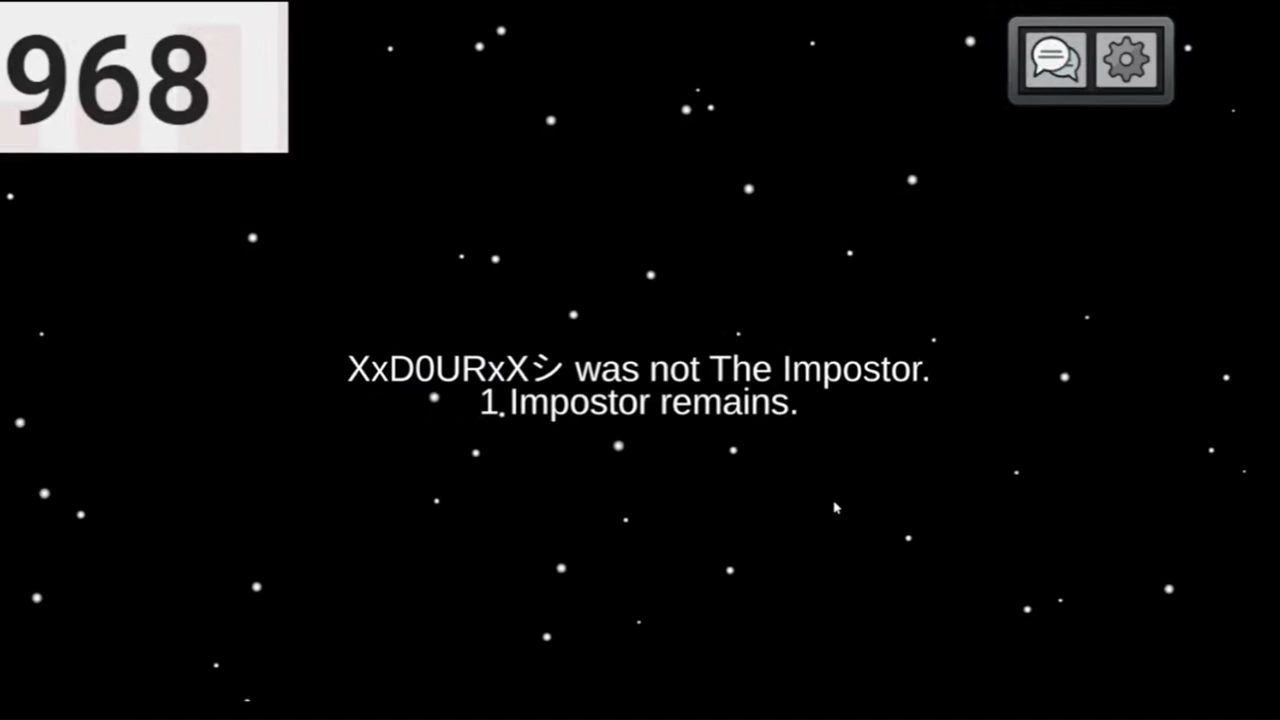 968
XxD0URxXシ was not The Impostor.
1 Impostor remains.